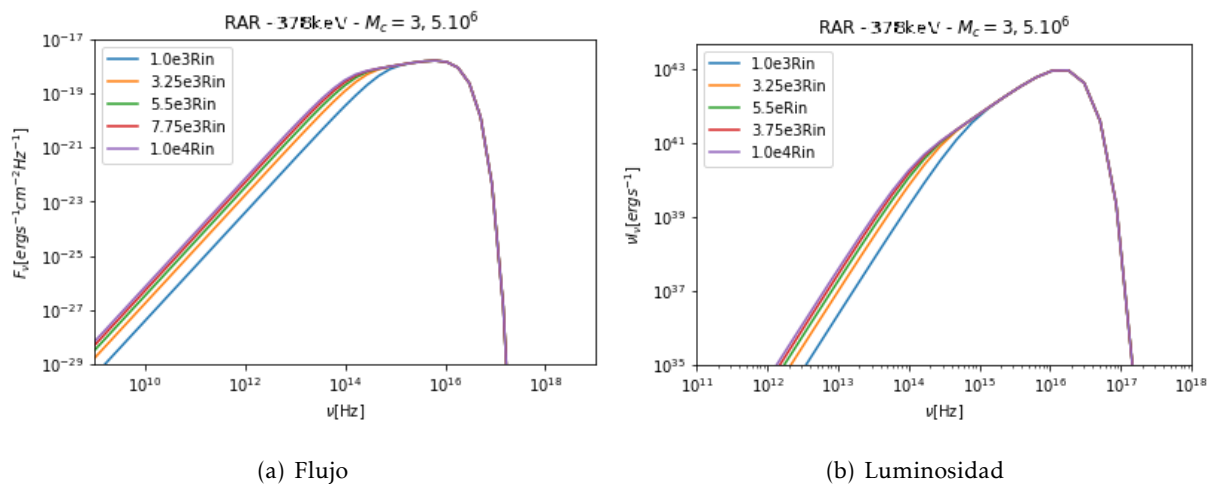 RAR - 378keV - M_c = 3, 5.10^6
10^-17
10^-19
10^-21
10^-23
10^-25
10^-27
10^-29
F_ν[ergs^-1cm^-2Hz^-1]
1.0e3Rin
3.25e3Rin
5.5e3Rin
7.75e3Rin
1.0e4Rin
10^10
10^12
10^14
10^16
10^18
ν[Hz]
(a) Flujo
RAR - 378keV - M_c = 3, 5.10^6
10^43
10^41
10^39
10^37
10^35
1.0e3Rin
3.25e3Rin
5.5eRin
3.75e3Rin
1.0e4Rin
10^11
10^12
10^13
10^14
10^15
10^16
10^17
10^18
ν[Hz]
(b) Luminosidad